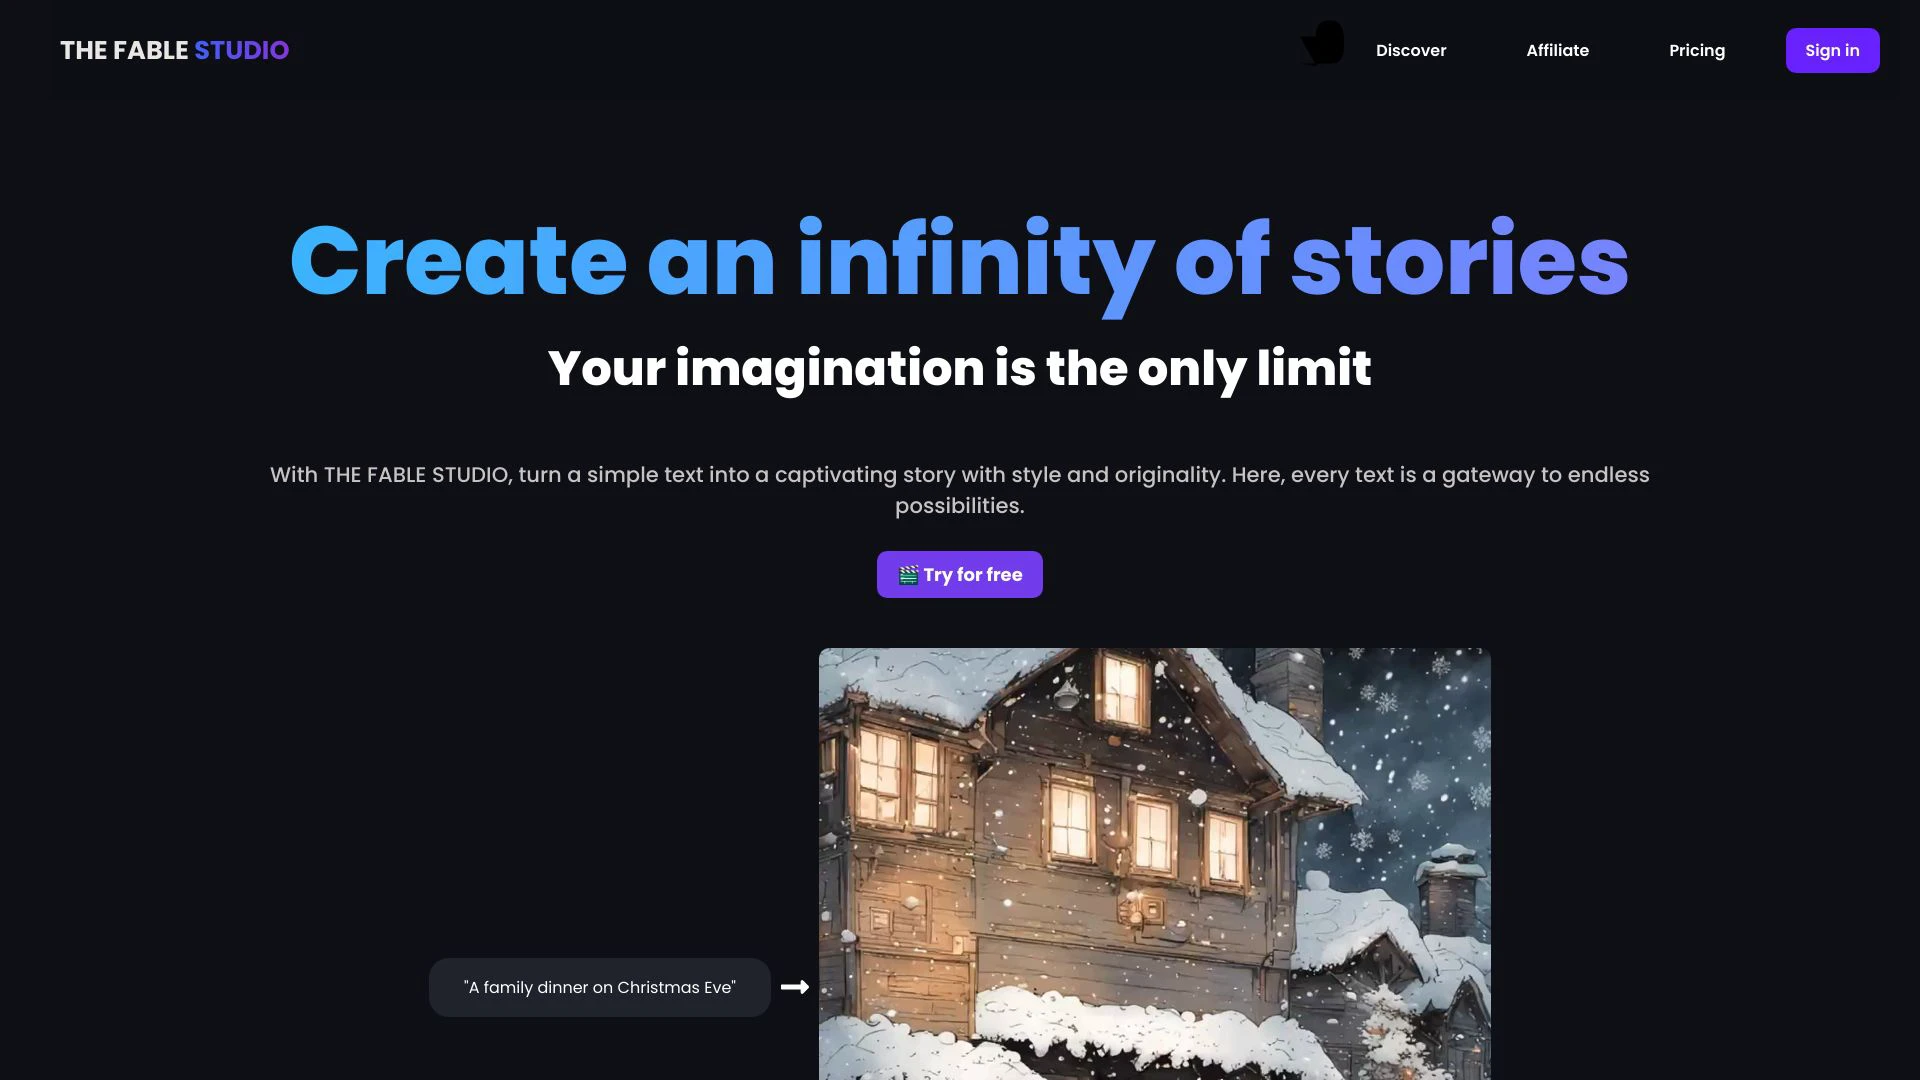 THE FABLE STUDIO
Discover
Affiliate
Pricing
Sign in
Create an infinity of stories
Your imagination is the only limit
With THE FABLE STUDIO, turn a simple text into a captivating story with style and originality. Here, every text is a gateway to endless
possibilities.
Try for free
"A family dinner on Christmas Eve"